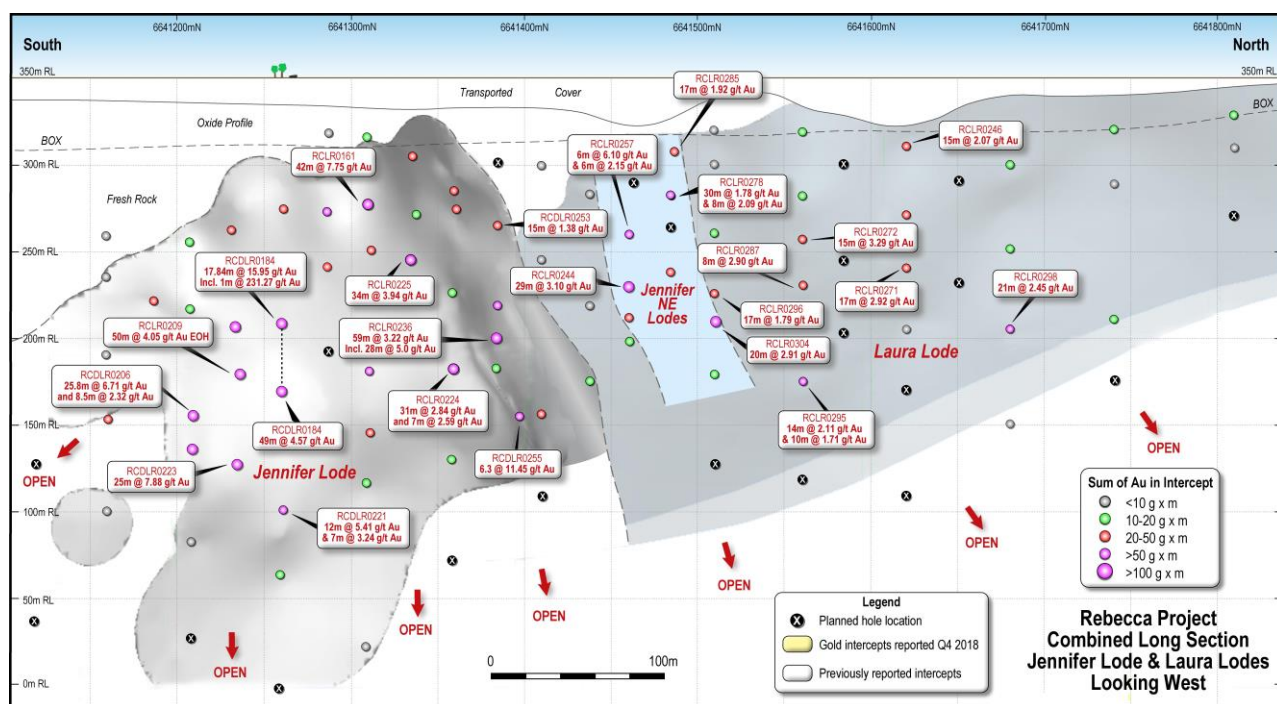 6641200mN
6641300mN
6641400mN
6641500mN
6641600mN
6641700mN
6641800mN
South
North
350m RL
350m RL
Transported Cover
Oxide Profile
BOX
BOX
Fresh Rock
300m RL
250m RL
200m RL
150m RL
100m RL
50m RL
0m RL
RCLR0285
17m @ 1.92 g/t Au
RCLR0257
6m @ 6.10 g/t Au
& 6m @ 2.15 g/t Au
RCLR0246
15m @ 2.07 g/t Au
RCLR0161
42m @ 7.75 g/t Au
RCLR0278
30m @ 1.78 g/t Au
& 8m @ 2.09 g/t Au
RCDLR0253
15m @ 1.38 g/t Au
RCLR0272
15m @ 3.29 g/t Au
RCLR0287
8m @ 2.90 g/t Au
RCDLR0184
17.84m @ 15.95 g/t Au
Incl. 1m @ 231.27 g/t Au
RCLR0225
34m @ 3.94 g/t Au
RCLR0244
29m @ 3.10 g/t Au
Jennifer
NE
Lodes
RCLR0271
17m @ 2.92 g/t Au
RCLR0298
21m @ 2.45 g/t Au
RCLR0296
17m @ 1.79 g/t Au
RCLR0209
50m @ 4.05 g/t Au EOH
RCLR0236
59m @ 3.22 g/t Au
Incl. 28m @ 5.0 g/t Au
RCLR0304
20m @ 2.91 g/t Au
Laura Lode
RCDLR0206
25.8m @ 6.71 g/t Au
and 8.5m @ 2.32 g/t Au
RCLR0224
31m @ 2.84 g/t Au
and 7m @ 2.59 g/t Au
RCLR0295
14m @ 2.11 g/t Au
& 10m @ 1.71 g/t Au
RCDLR0184
49m @ 4.57 g/t Au
Jennifer Lode
RCDLR0255
6.3 @ 11.45 g/t Au
RCDLR0223
25m @ 7.88 g/t Au
RCDLR0221
12m @ 5.41 g/t Au
& 7m @ 3.24 g/t Au
OPEN
OPEN
OPEN
OPEN
OPEN
OPEN
OPEN
Sum of Au in Intercept
<10 g x m
10-20 g x m
20-50 g x m
>50 g x m
>100 g x m
Legend
X Planned hole location
Gold intercepts reported Q4 2018
Previously reported intercepts
0
100m
Rebecca Project
Combined Long Section
Jennifer Lode & Laura Lodes
Looking West